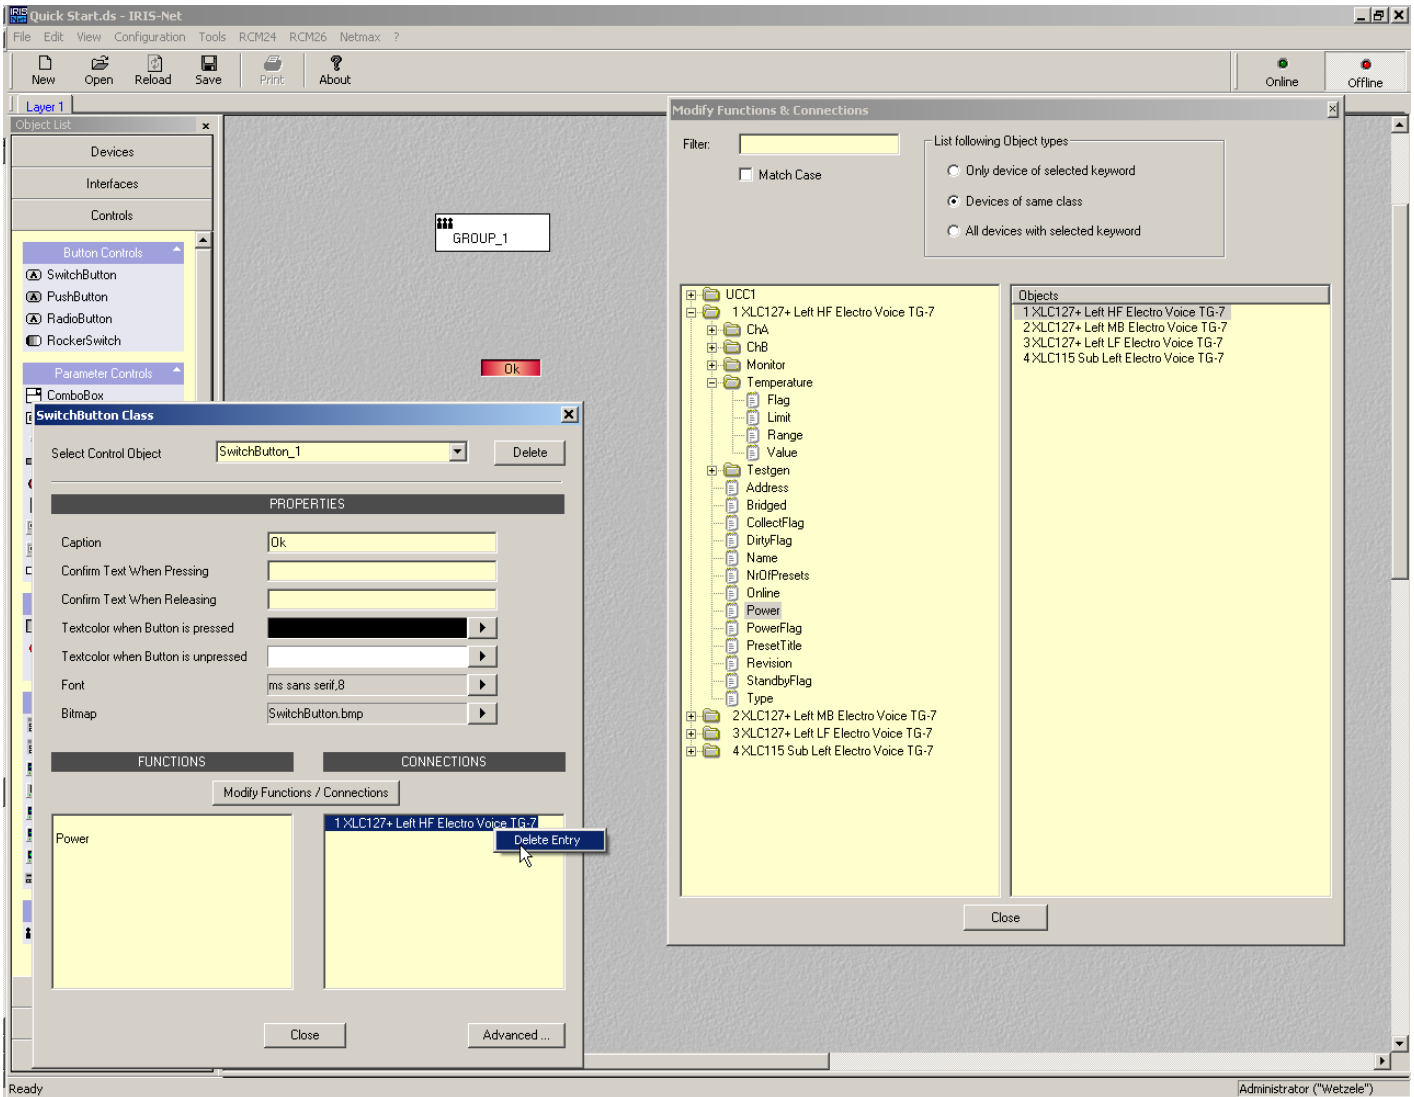 Quick Start.ds - IRIS-Net
File Edit View Configuration Tools RCM24 RCM26 Netmax ?
New Open Reload Save Print About Online Offline
Layer 1
Object List
Devices
Interfaces
Controls
Button Controls
SwitchButton
PushButton
RadioButton
RockerSwitch
Parameter Controls
ComboBox
GROUP_1
Ok
SwitchButton Class
Select Control Object SwitchButton_1 Delete
PROPERTIES
Caption Ok
Confirm Text When Pressing
Confirm Text When Releasing
Textcolor when Button is pressed
Textcolor when Button is unpressed
Font ms sans serif,8
Bitmap SwitchButton.bmp
FUNCTIONS CONNECTIONS
Modify Functions / Connections
Power
1 XLC127+ Left HF Electro Voice TG-7
Delete Entry
Close Advanced ...
Modify Functions & Connections
Filter:
Match Case
List following Object types
Only device of selected keyword
Devices of same class
All devices with selected keyword
UCC1
1 XLC127+ Left HF Electro Voice TG-7
ChA
ChB
Monitor
Temperature
Flag
Limit
Range
Value
Testgen
Address
Bridged
CollectFlag
DirtyFlag
Name
NrOfPresets
Online
Power
PowerFlag
PresetTitle
Revision
StandbyFlag
Type
2 XLC127+ Left MB Electro Voice TG-7
3 XLC127+ Left LF Electro Voice TG-7
4 XLC115 Sub Left Electro Voice TG-7
Objects
1 XLC127+ Left HF Electro Voice TG-7
2 XLC127+ Left MB Electro Voice TG-7
3 XLC127+ Left LF Electro Voice TG-7
4 XLC115 Sub Left Electro Voice TG-7
Close
Ready
Administrator ("Wetzele")